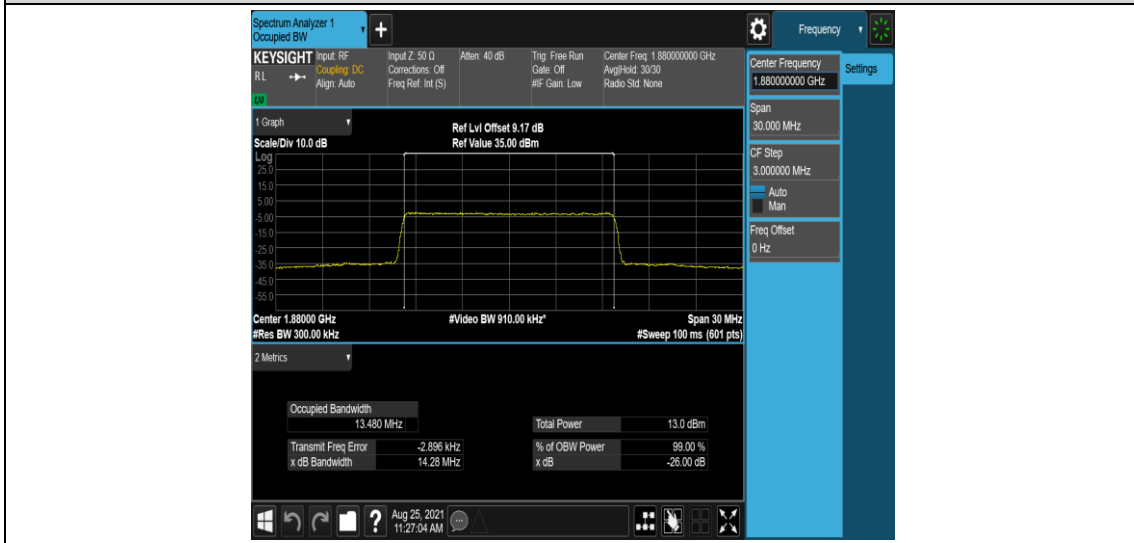 Spectrum Analyzer 1
Occupied BW
Frequency
KEYSIGHT
RL
LXI
Input: RF
Coupling: DC
Align: Auto
Input Z: 50 Ω
Corrections: Off
Freq Ref: Int (S)
Atten: 40 dB
Trig: Free Run
Gate: Off
#IF Gain: Low
Center Freq: 1.880000000 GHz
Avg|Hold: 30/30
Radio Std: None
1 Graph
Scale/Div 10.0 dB
Ref Lvl Offset 9.17 dB
Ref Value 35.00 dBm
Log
25.0
15.0
5.00
-5.00
-15.0
-25.0
-35.0
-45.0
-55.0
Center 1.88000 GHz
#Video BW 910.00 kHz*
Span 30 MHz
#Res BW 300.00 kHz
#Sweep 100 ms (601 pts)
2 Metrics
Occupied Bandwidth
13.480 MHz
Total Power 13.0 dBm
Transmit Freq Error -2.896 kHz
% of OBW Power 99.00 %
x dB Bandwidth 14.28 MHz
x dB -26.00 dB
Center Frequency
1.880000000 GHz
Settings
Span
30.000 MHz
CF Step
3.000000 MHz
Auto
Man
Freq Offset
0 Hz
?
Aug 25, 2021
11:27:04 AM